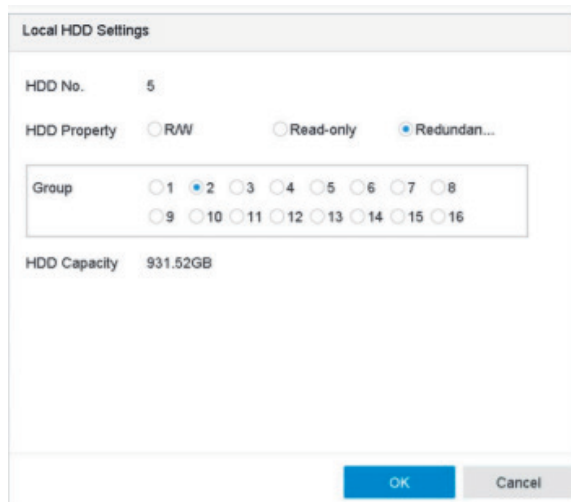 Local HDD Settings
HDD No. 5
HDD Property R/W Read-only Redundan...
Group 1 2 3 4 5 6 7 8
9 10 11 12 13 14 15 16
HDD Capacity 931.52GB
OK Cancel